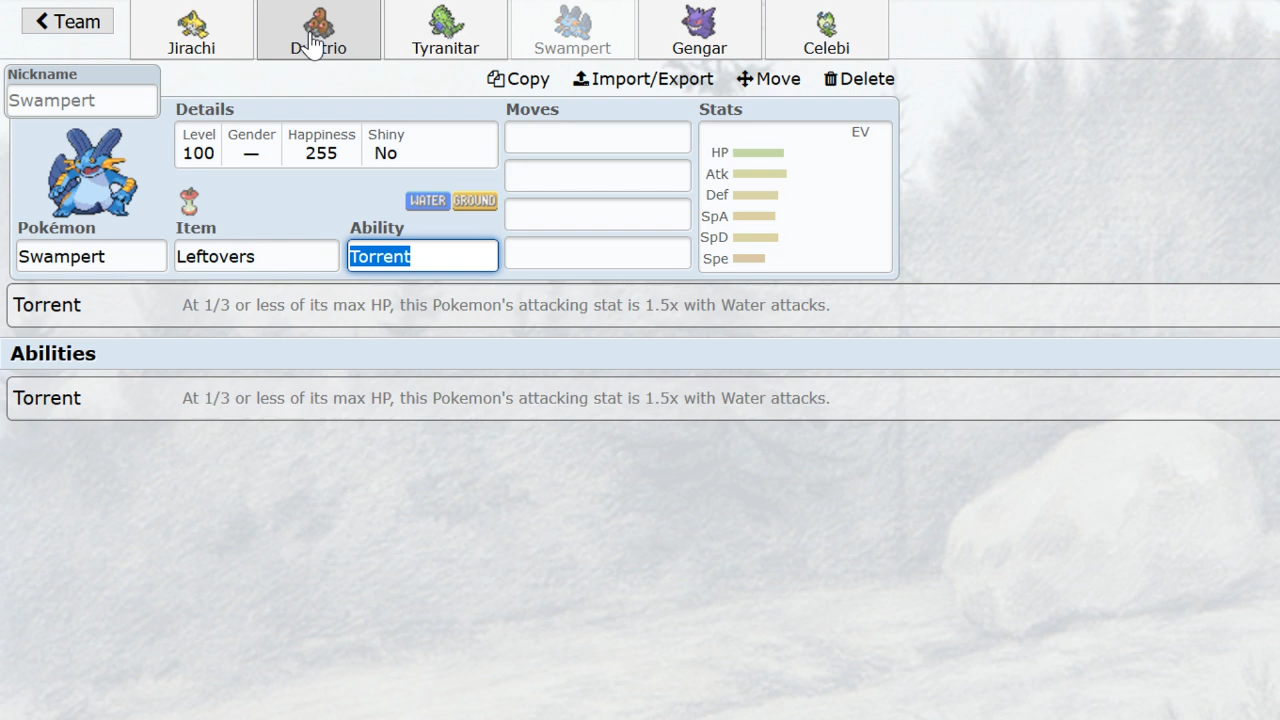 Team
Jirachi
Tyranitar
Swampert
Gengar
Celebi
Copy
Import/Export
Move
Delete
Nickname
Swampert
Details
Level
100
Gender
—
Happiness
255
Shiny
No
WATER
GROUND
Pokémon
Swampert
Item
Leftovers
Ability
Torrent
Moves
Stats
EV
HP
Atk
Def
SpA
SpD
Spe
Torrent At 1/3 or less of its max HP, this Pokemon's attacking stat is 1.5x with Water attacks.
Abilities
Torrent At 1/3 or less of its max HP, this Pokemon's attacking stat is 1.5x with Water attacks.